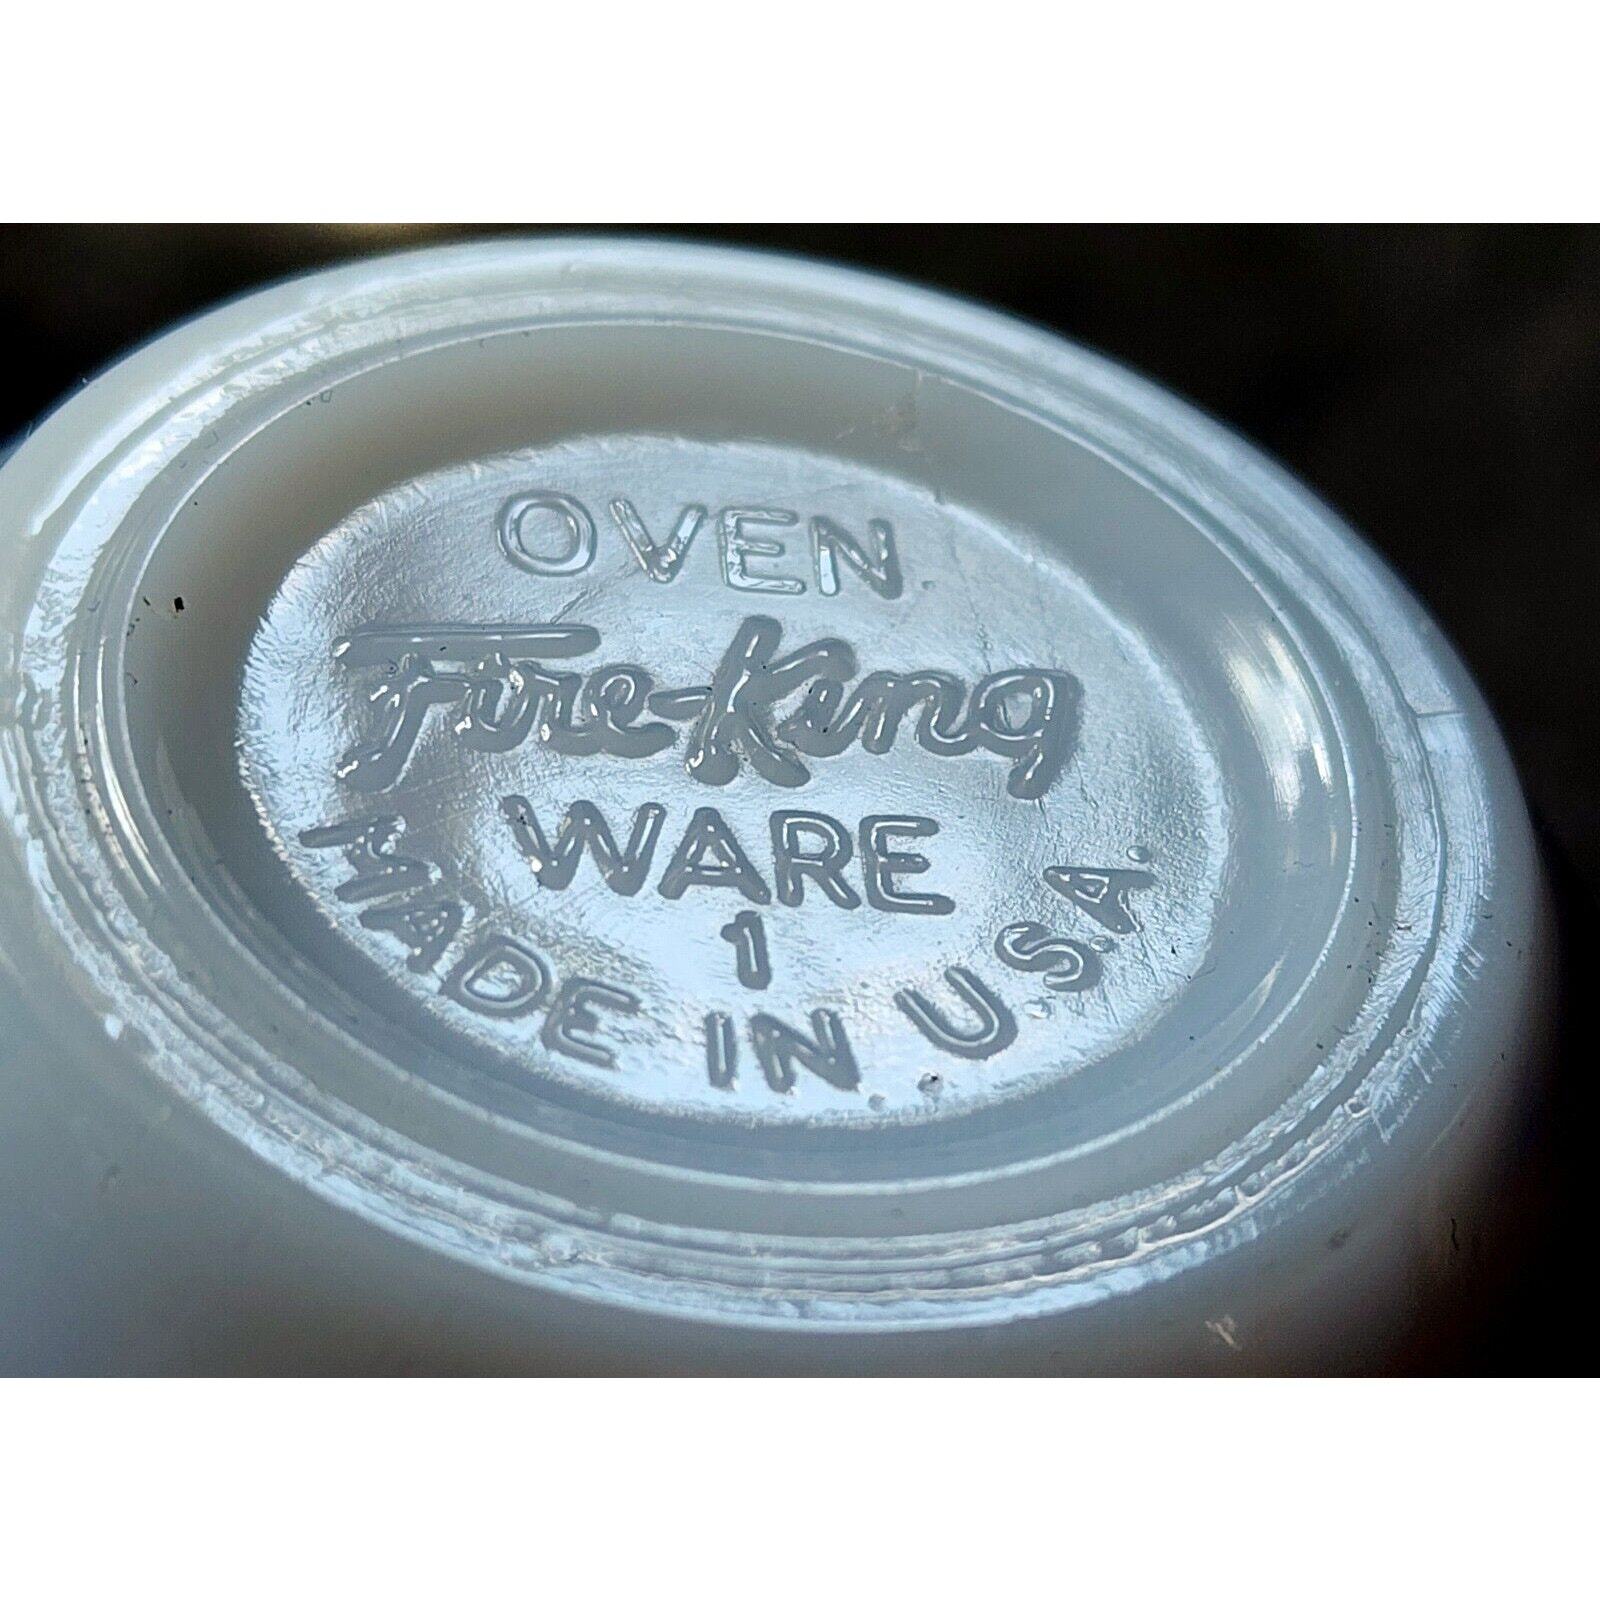 OVEN
Fire-King
WARE
1
MADE IN U.S.A.